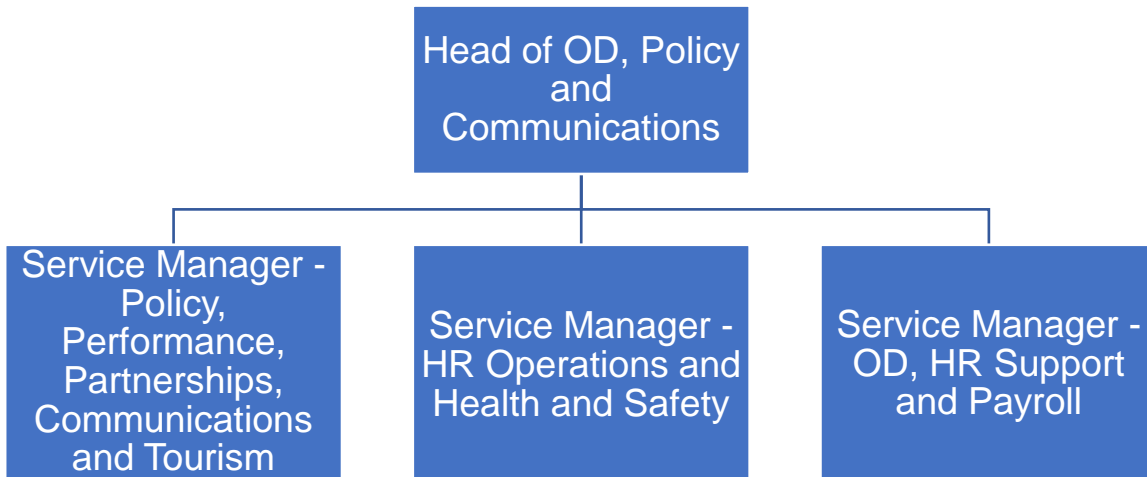 Head of OD, Policy
and
Communications
Service Manager -
Policy,
Performance,
Partnerships,
Communications
and Tourism
Service Manager -
HR Operations and
Health and Safety
Service Manager -
OD, HR Support
and Payroll